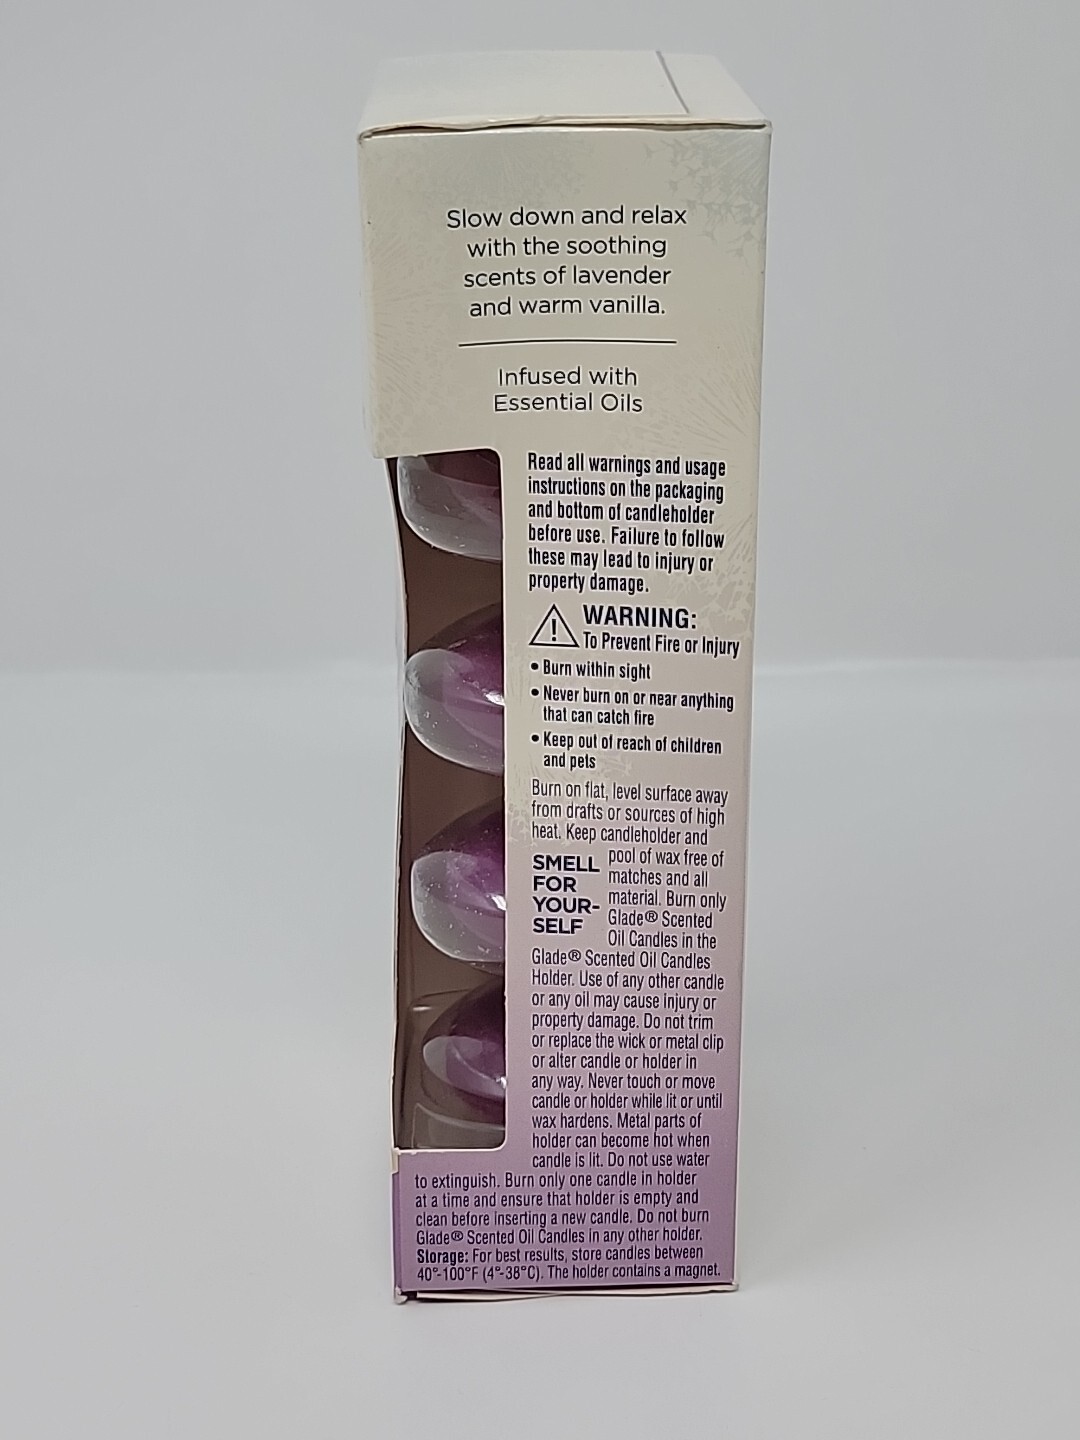 Slow down and relax
with the soothing
scents of lavender
and warm vanilla.
Infused with
Essential Oils
Read all warnings and usage
instructions on the packaging
and bottom of candleholder
before use. Failure to follow
these may lead to injury or
property damage.
WARNING:
To Prevent Fire or Injury
• Burn within sight
• Never burn on or near anything
that can catch fire
• Keep out of reach of children
and pets
Burn on flat, level surface away
from drafts or sources of high
heat. Keep candleholder and
pool of wax free of
matches and all
material. Burn only
Glade® Scented
Oil Candles in the
SMELL
FOR
YOUR-
SELF
Glade® Scented Oil Candles
Holder. Use of any other candle
or any oil may cause injury or
property damage. Do not trim
or replace the wick or metal clip
or alter candle or holder in
any way. Never touch or move
candle or holder while lit or until
wax hardens. Metal parts of
holder can become hot when
candle is lit. Do not use water
to extinguish. Burn only one candle in holder
at a time and ensure that holder is empty and
clean before inserting a new candle. Do not burn
Glade® Scented Oil Candles in any other holder.
Storage: For best results, store candles between
40°-100°F (4°-38°C). The holder contains a magnet.